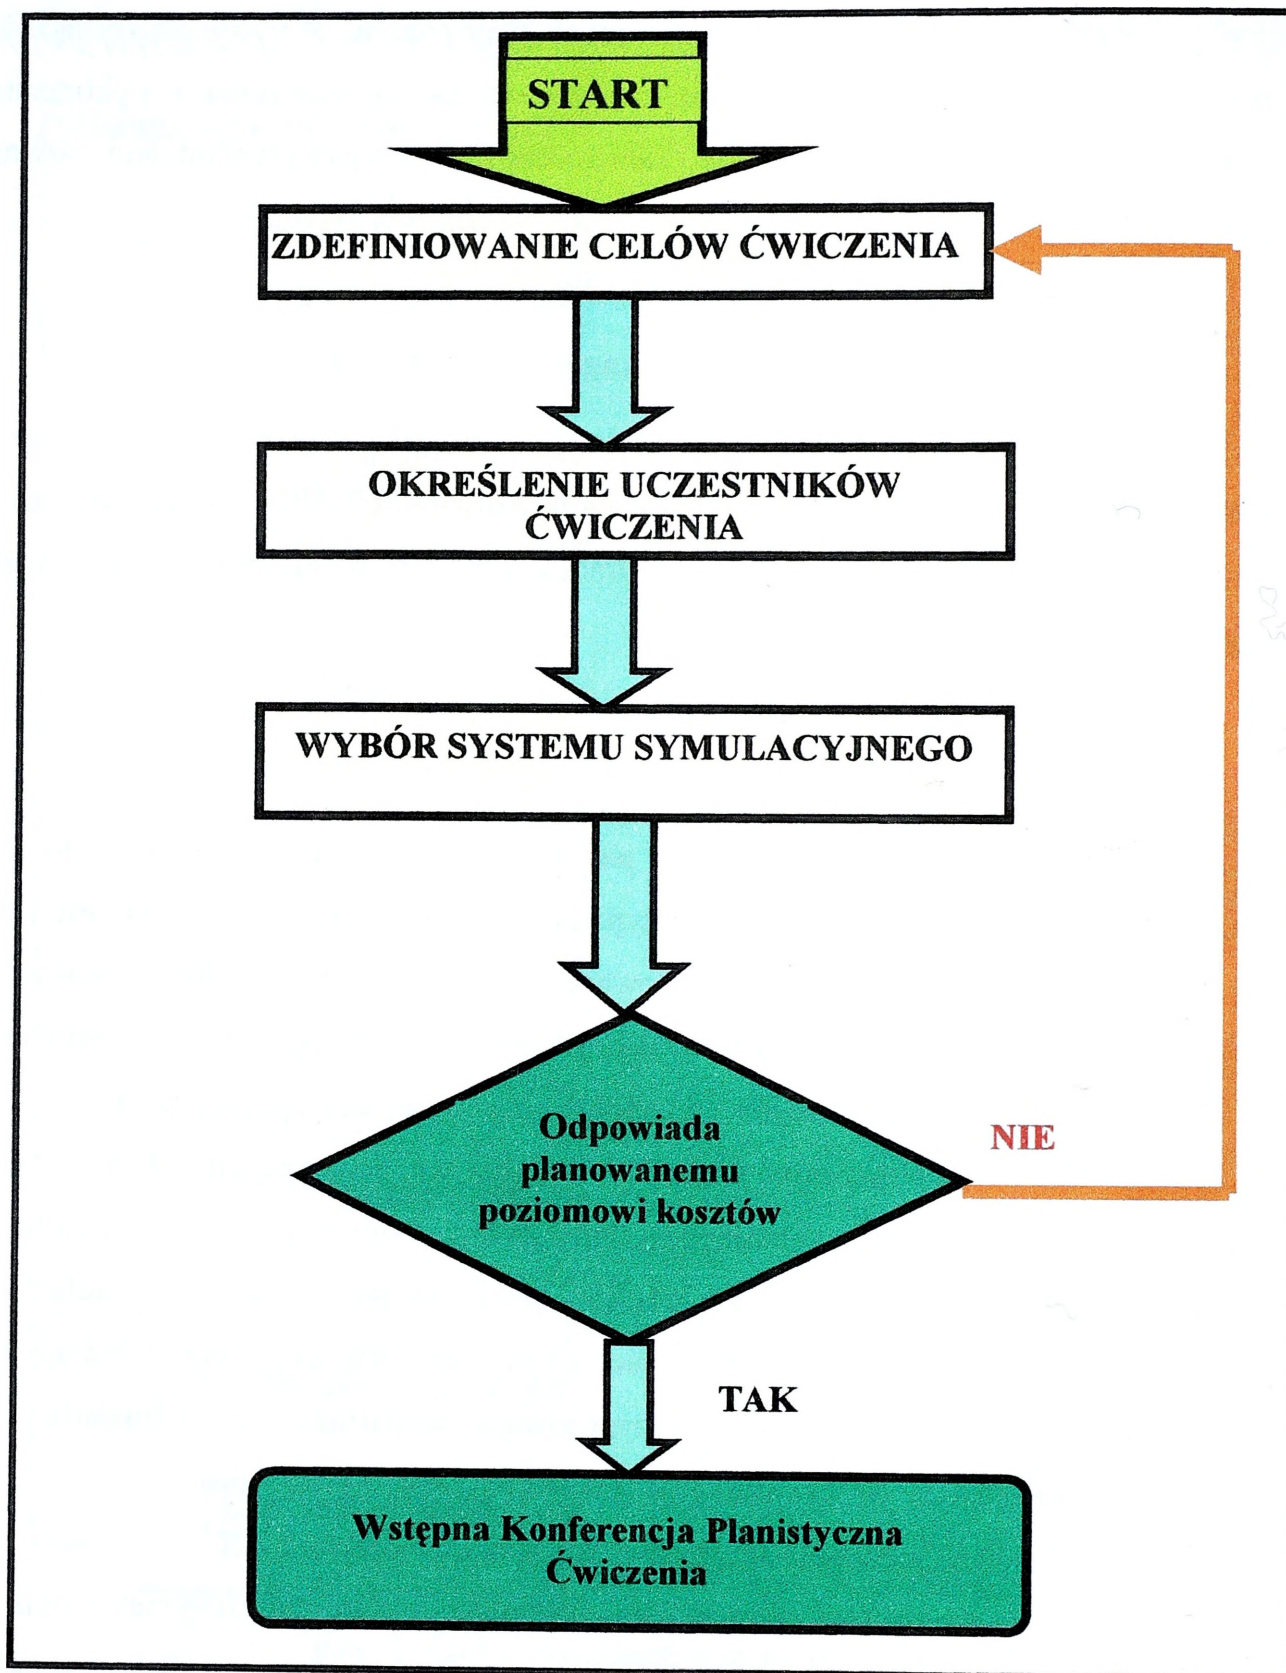 START
ZDEFINIOWANIE CELÓW ĆWICZENIA
OKREŚLENIE UCZESTNIKÓW
ĆWICZENIA
WYBÓR SYSTEMU SYMULACYJNEGO
Odpowiada
planowanemu
poziomowi kosztów
NIE
TAK
Wstępna Konferencja Planistyczna
Ćwiczenia